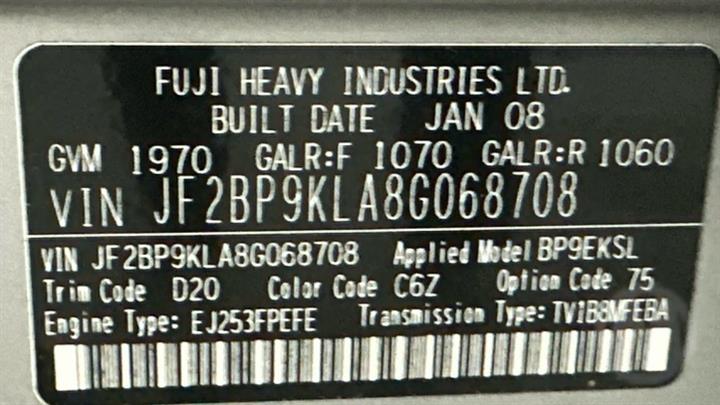 FUJI HEAVY INDUSTRIES LTD.
BUILT DATE JAN 08
GVM 1970 GALR:F 1070 GALR:R 1060
VIN JF2BP9KLA8G068708
VIN JF2BP9KLA8G068708 Applied Model BP9EKSL
Trim Code D20 Color Code C6Z Option Code 75
Engine Type: EJ253FPEFE Transmission Type: TV1B8MFEBA